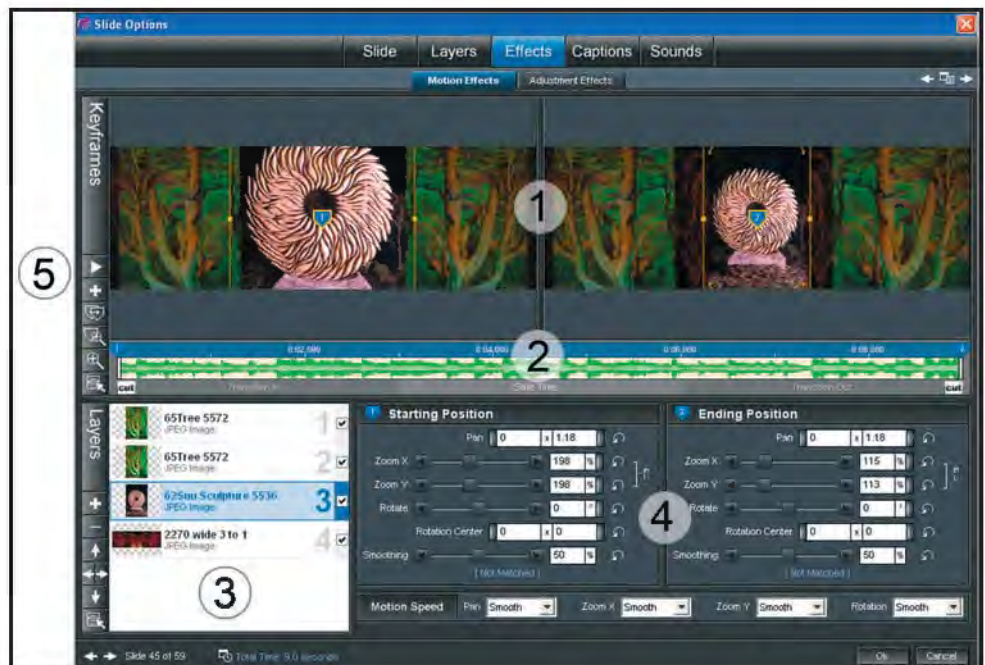 Slide Options
Slide Layers Effects Captions Sounds
Motion Effects Adjustment Effects
Keyframes
1
2
1
5
0:02,000 0:04,000 0:06,000 0:08,000
2
cut Transition In Slide Time Transition Out cut
Layers
65Tree 5572
JPEG Image
1
65Tree 5572
JPEG Image
2
62Sun Sculpture 5536
JPEG Image
3
2270 wide 3 to 1
JPEG Image
4
3
1 Starting Position
Pan 0 x 1.18
Zoom X 198 %
Zoom Y 198 %
Rotate 0 °
Rotation Center 0 x 0
Smoothing 50 %
[ Not Matched ]
4
2 Ending Position
Pan 0 x 1.18
Zoom X 115 %
Zoom Y 113 %
Rotate 0 °
Rotation Center 0 x 0
Smoothing 50 %
[ Not Matched ]
Motion Speed Pan Smooth Zoom X Smooth Zoom Y Smooth Rotation Smooth
Slide 45 of 59 Total Time: 9.0 seconds Ok Cancel